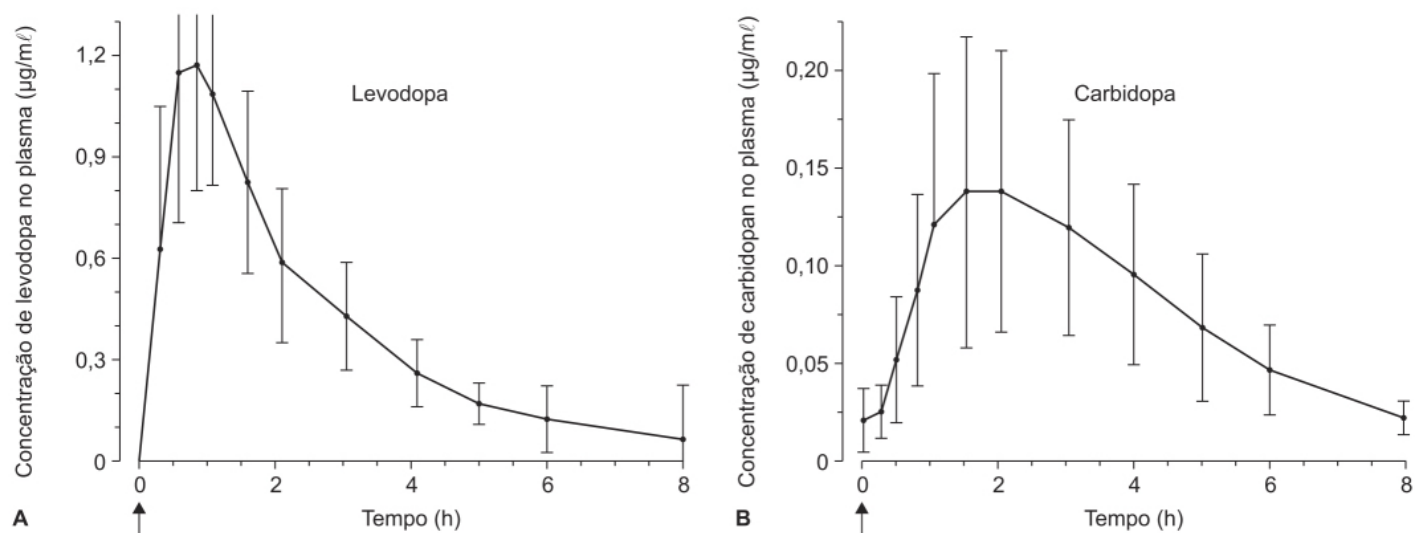 Concentração de levodopa no plasma (µg/mℓ)
1,2
0,9
0,6
0,3
0
Levodopa
0 2 4 6 8
Tempo (h)
A
Concentração de carbidopan no plasma (µg/mℓ)
0,20
0,15
0,10
0,05
0
Carbidopa
0 2 4 6 8
Tempo (h)
B